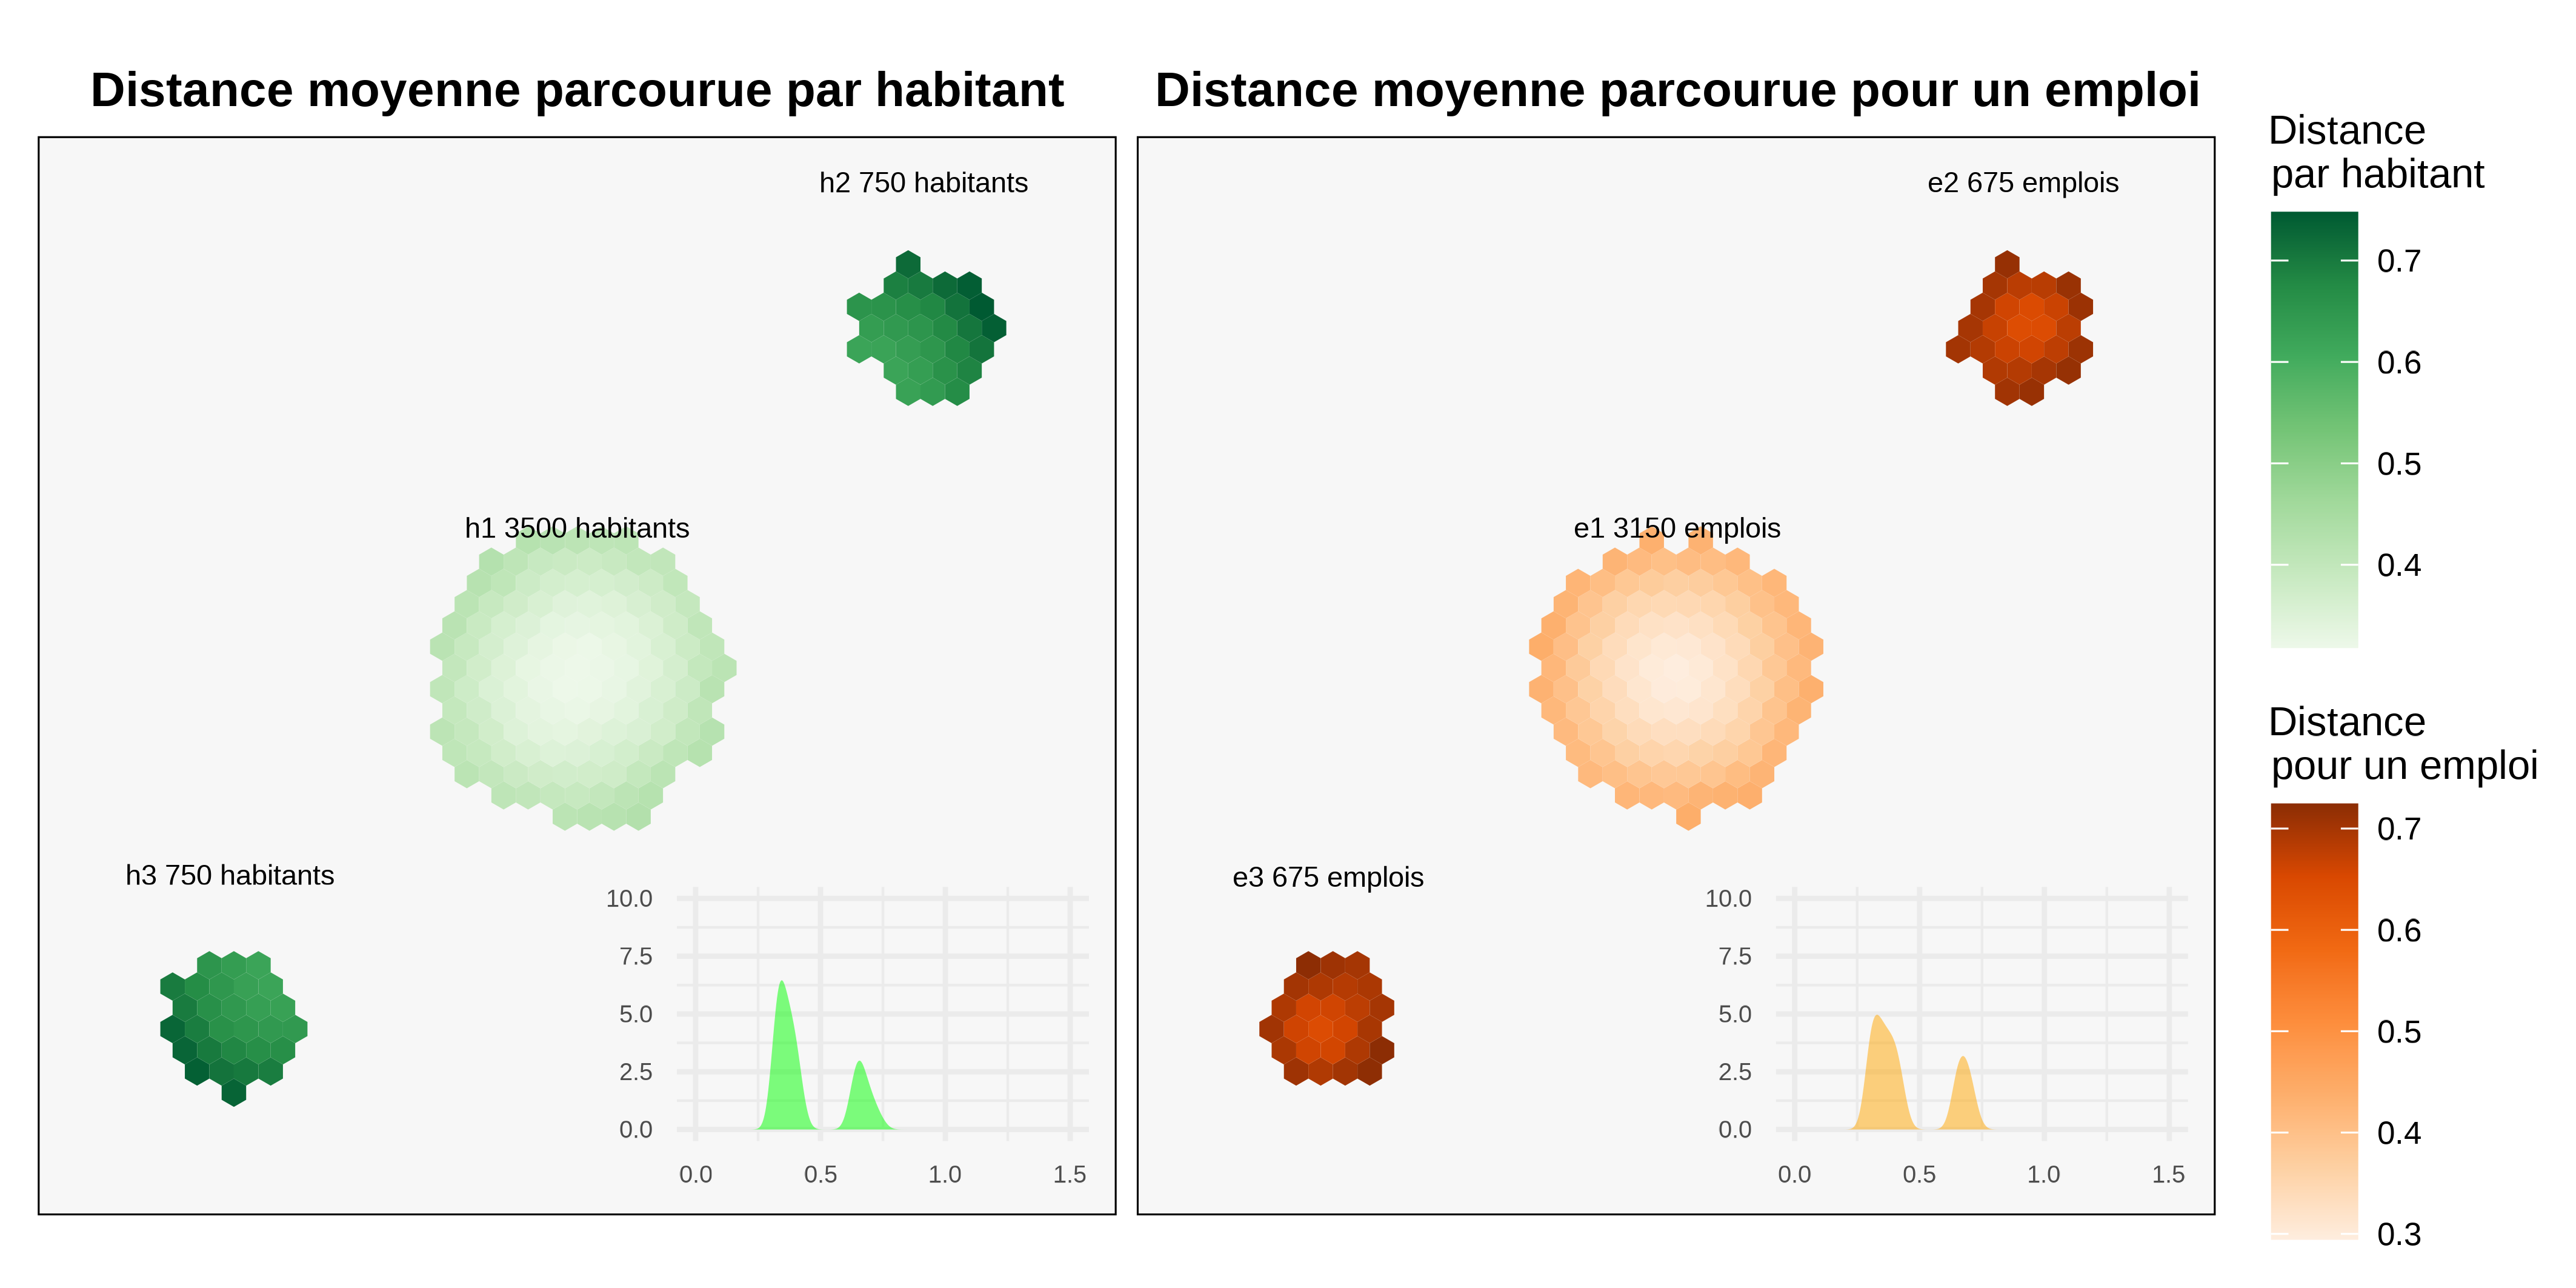 Distance moyenne parcourue par habitant
h2 750 habitants
h1 3500 habitants
h3 750 habitants
10.0
7.5
5.0
2.5
0.0
0.0 0.5 1.0 1.5
Distance moyenne parcourue pour un emploi
e2 675 emplois
e1 3150 emplois
e3 675 emplois
10.0
7.5
5.0
2.5
0.0
0.0 0.5 1.0 1.5
Distance
par habitant
0.7
0.6
0.5
0.4
Distance
pour un emploi
0.7
0.6
0.5
0.4
0.3